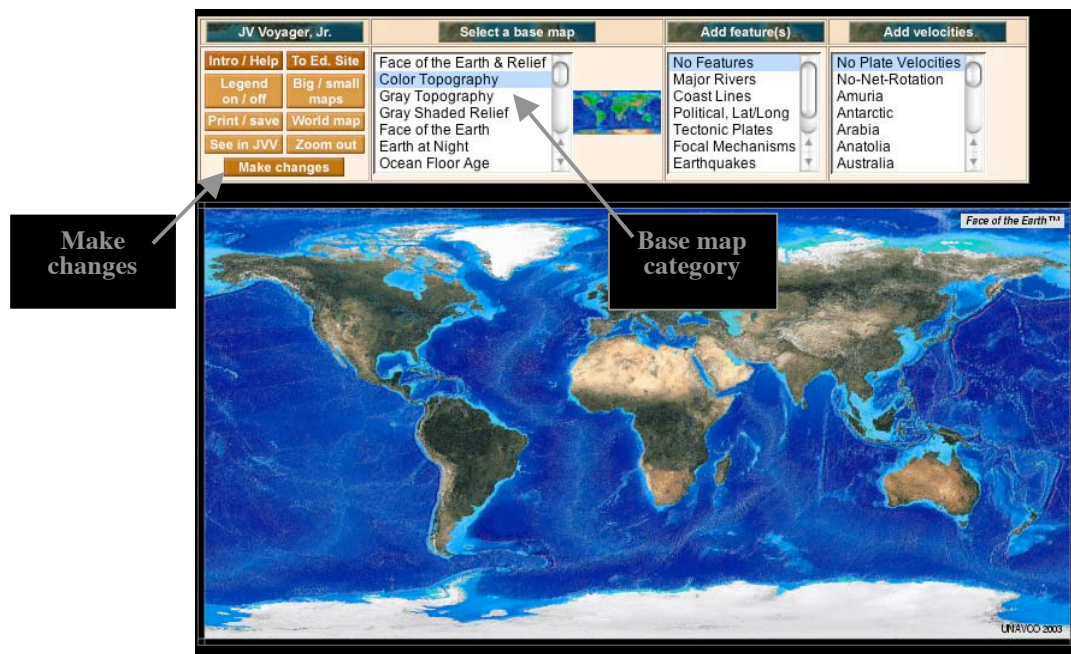 JV Voyager, Jr.
Select a base map
Add feature(s)
Add velocities
Intro / Help
To Ed. Site
Legend
on / off
Big / small
maps
Print / save
World map
See in JVV
Zoom out
Make changes
Face of the Earth & Relief
Color Topography
Gray Topography
Gray Shaded Relief
Face of the Earth
Earth at Night
Ocean Floor Age
No Features
Major Rivers
Coast Lines
Political, Lat/Long
Tectonic Plates
Focal Mechanisms
Earthquakes
No Plate Velocities
No-Net-Rotation
Amuria
Antarctic
Arabia
Anatolia
Australia
Make
changes
Base map
category
Face of the Earth™
UNAVCO 2003